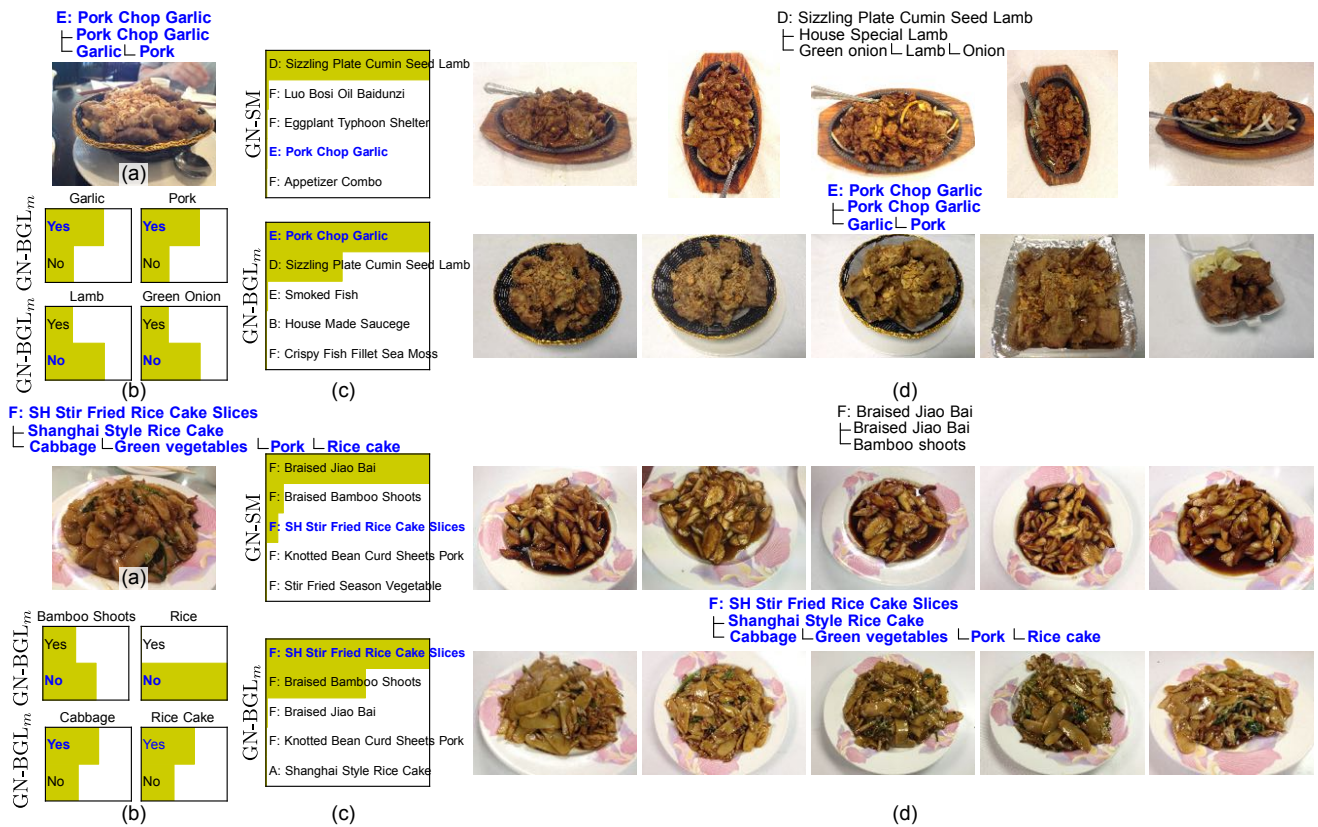 E: Pork Chop Garlic
Pork Chop Garlic
Garlic Pork
(a)
GN-BGLm
Garlic
Yes
No
Pork
Yes
No
GN-BGLm
Lamb
Yes
No
Green Onion
Yes
No
(b)
GN-SM
D: Sizzling Plate Cumin Seed Lamb
F: Luo Bosi Oil Baidunzi
F: Eggplant Typhoon Shelter
E: Pork Chop Garlic
F: Appetizer Combo
GN-BGLm
E: Pork Chop Garlic
D: Sizzling Plate Cumin Seed Lamb
E: Smoked Fish
B: House Made Saucege
F: Crispy Fish Fillet Sea Moss
(c)
D: Sizzling Plate Cumin Seed Lamb
House Special Lamb
Green onion Lamb Onion
E: Pork Chop Garlic
Pork Chop Garlic
Garlic Pork
(d)
F: SH Stir Fried Rice Cake Slices
Shanghai Style Rice Cake
Cabbage Green vegetables Pork Rice cake
(a)
GN-BGLm
Bamboo Shoots
Yes
No
Rice
Yes
No
GN-BGLm
Cabbage
Yes
No
Rice Cake
Yes
No
(b)
GN-SM
F: Braised Jiao Bai
F: Braised Bamboo Shoots
F: SH Stir Fried Rice Cake Slices
F: Knotted Bean Curd Sheets Pork
F: Stir Fried Season Vegetable
GN-BGLm
F: SH Stir Fried Rice Cake Slices
F: Braised Bamboo Shoots
F: Braised Jiao Bai
F: Knotted Bean Curd Sheets Pork
A: Shanghai Style Rice Cake
(c)
F: Braised Jiao Bai
Braised Jiao Bai
Bamboo shoots
F: SH Stir Fried Rice Cake Slices
Shanghai Style Rice Cake
Cabbage Green vegetables Pork Rice cake
(d)